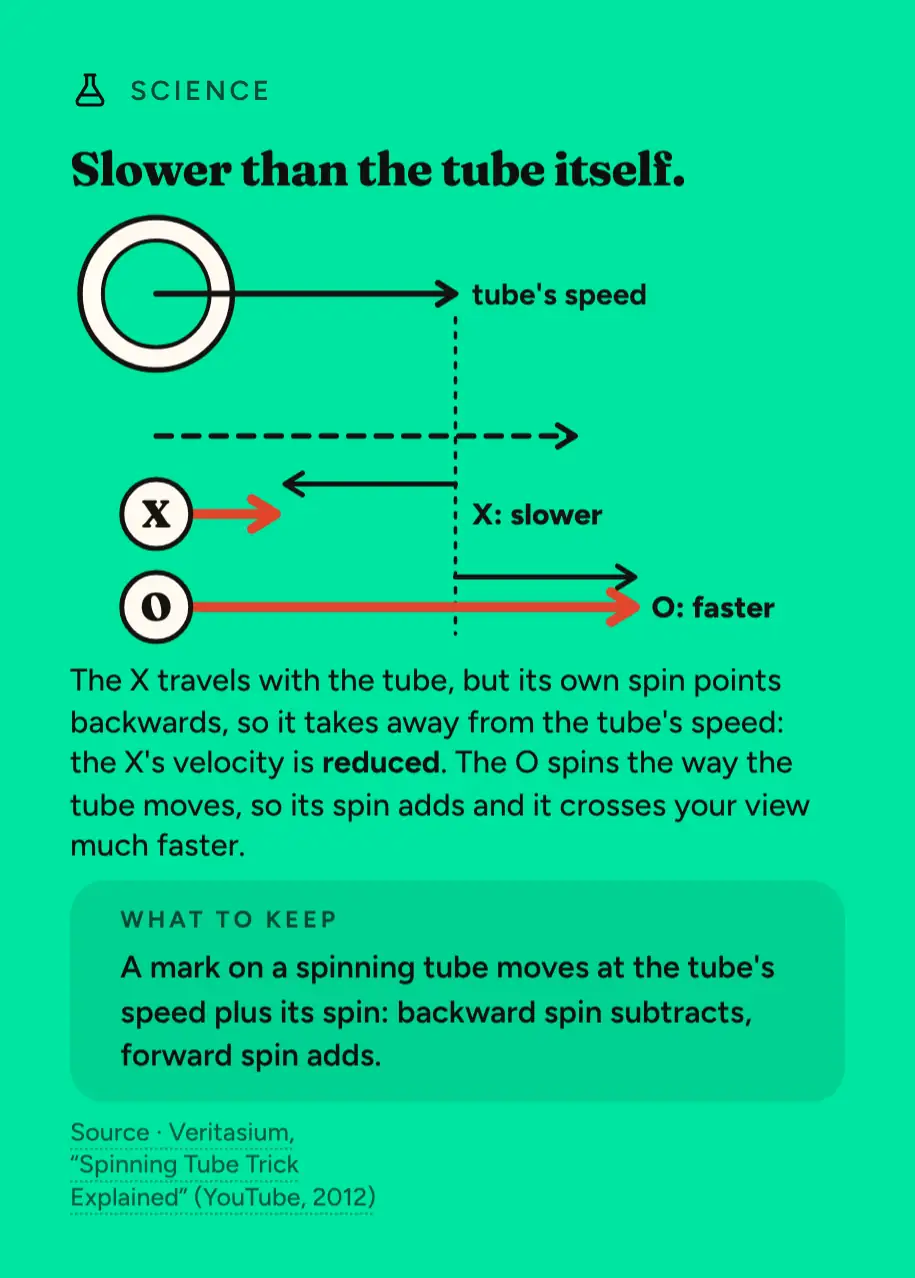 SCIENCE
Slower than the tube itself.
tube's speed
X
X: slower
O
O: faster
The X travels with the tube, but its own spin points
backwards, so it takes away from the tube's speed:
the X's velocity is reduced. The O spins the way the
tube moves, so its spin adds and it crosses your view
much faster.
WHAT TO KEEP
A mark on a spinning tube moves at the tube's
speed plus its spin: backward spin subtracts,
forward spin adds.
Source · Veritasium,
“Spinning Tube Trick
Explained” (YouTube, 2012)